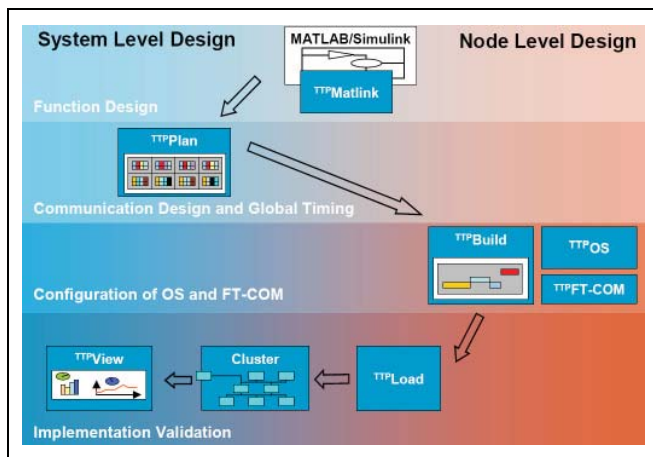 System Level Design
MATLAB/Simulink
Node Level Design
TTPMatlink
Function Design
TTPPlan
Communication Design and Global Timing
TTPBuild
TTPOS
TTPFT-COM
Configuration of OS and FT-COM
TTPView
Cluster
TTPLoad
Implementation Validation